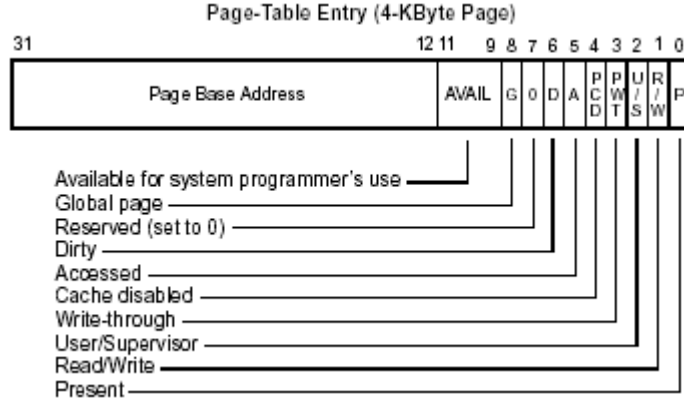 Page-Table Entry (4-KByte Page)
31 12 11 9 8 7 6 5 4 3 2 1 0
Page Base Address AVAIL G 0 D A PCD PWT U/S R/W P
Available for system programmer's use
Global page
Reserved (set to 0)
Dirty
Accessed
Cache disabled
Write-through
User/Supervisor
Read/Write
Present